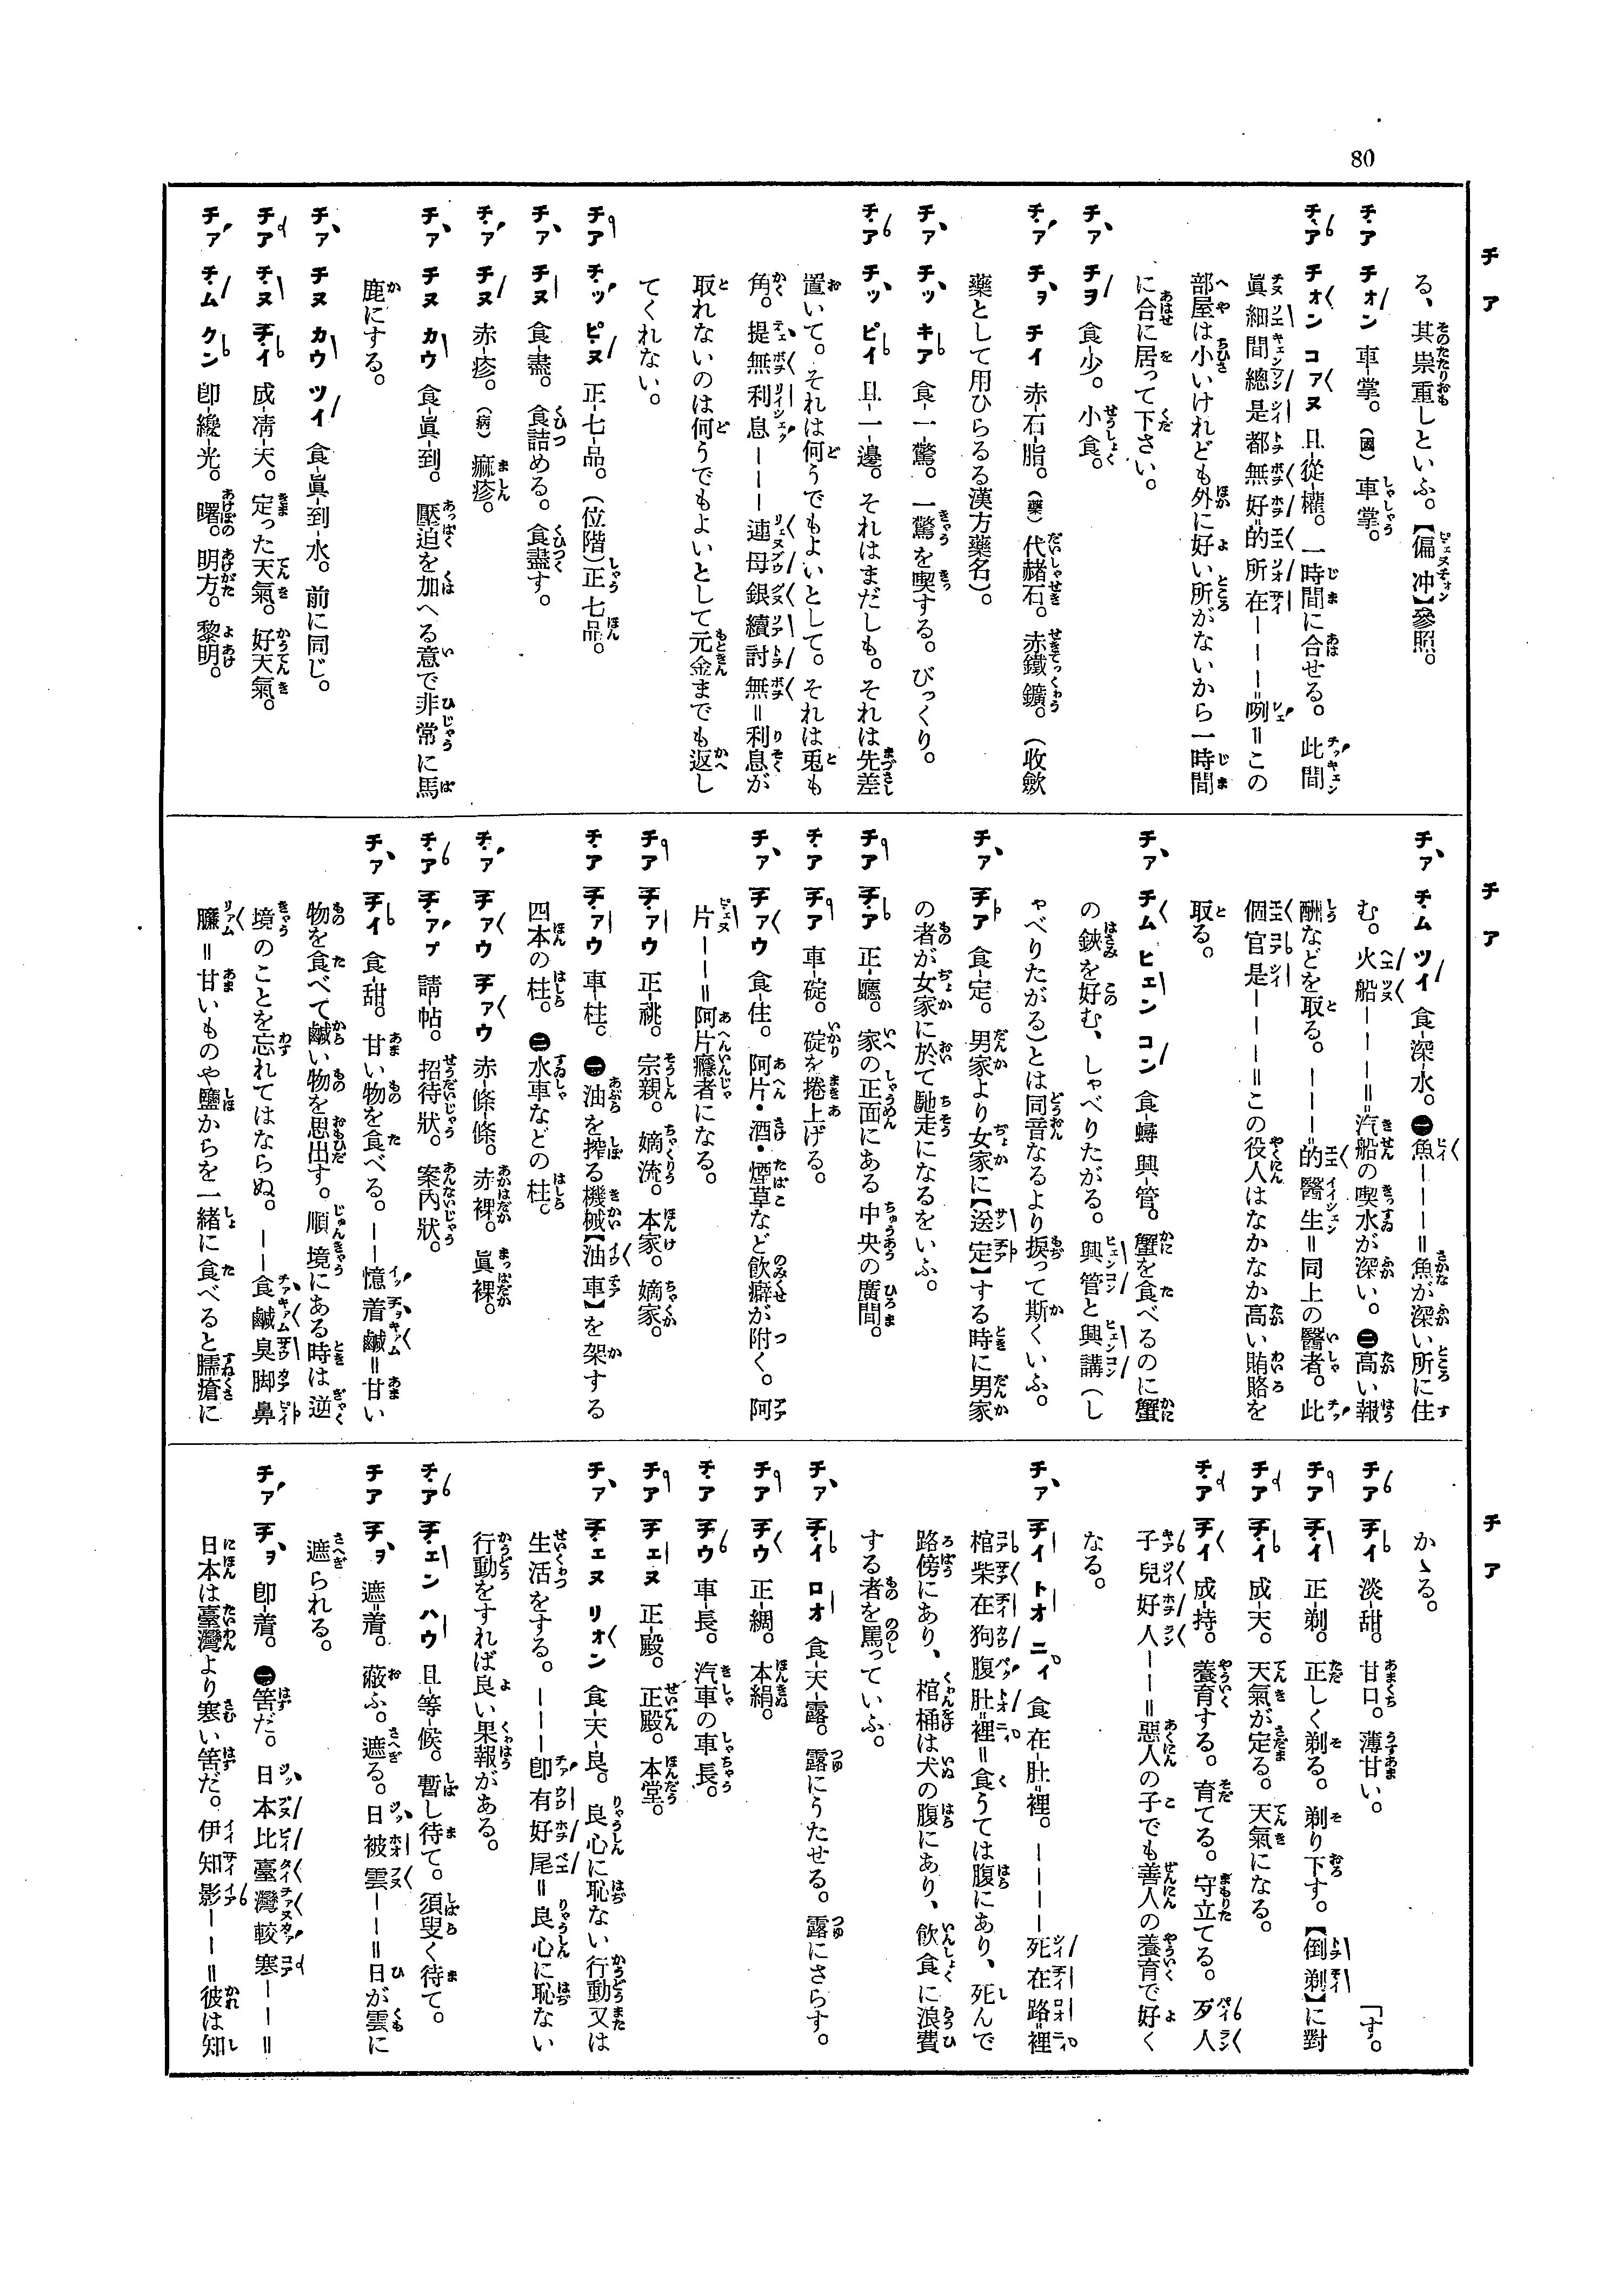 80
チ ア
る、其祟重しといふ。【偏冲】參照。
チア チオン 車‐掌。（國）車掌。
チア チオン コアヌ 且‐從‐權。一時間に合せる。此間
眞細間總是都無好=的所在ーーー=咧=この
部屋は小いけれども外に好い所がないから一時間
に合に居って下さい。
チア チヲ 食‐少。小食。
チア チヲ チイ 赤‐石‐脂。（藥）代赭石。赤鐵鑛。（收歛
藥として用ひらるる漢方藥名）。
チア チッ キア 食‐一‐驚。一驚を喫する。びっくり。
チア チッ ピイ 且‐一‐邊。それはまだしも。それは先差
置いて。それは何うでもよいとして。それは兎も
角。提無利息ーーー連母銀續討無=利息が
取れないのは何うでもよいとして元金までも返し
てくれない。
チア チッ ピヌ 正‐七‐品。（位階）正七品。
チア チヌ 食‐盡。食詰める。食盡す。
チア チヌ 赤‐疹。（病）痲疹。
チア チヌ カウ 食‐眞‐到。壓迫を加へる意で非常に馬
鹿にする。
チア チヌ カウ ツイ 食‐眞‐到‐水。前に同じ。
チア チヌ チイ 成‐凊‐天。定った天氣。好天氣。
チア チム クン 卽‐纔‐光。曙。明方。黎明。
チ ア
チア チム ツイ 食‐深‐水。㊀魚ーーー=魚が深い所に住
む。火船ーーー=汽船の喫水が深い。㊁高い報
酬などを取る。ーーー=的醫生=同上の醫者。此
個官是ーーー=この役人はなかなか高い賄賂を
取る。
チア チム ヒエン コン 食‐蟳‐興‐管。蟹を食べるのに蟹
の鋏を好む、しゃべりたがる。興管と興講（し
ゃべりたがる）とは同音なるより捩って斯くいふ。
チア チア 食‐定。男家より女家に【送定】する時に男家
の者が女家に於て馳走になるをいふ。
チア チア 正‐廳。家の正面にある中央の廣間。
チア チア 車‐碇。碇を捲上げる。
チア チアウ 食‐住。阿片・酒・煙草など飮癖が附く。阿
片ーー=阿片癮者になる。
チア チアウ 正‐祧。宗親。嫡流。本家。嫡家。
チア チアウ 車‐柱。㊀油を搾る機械【油車】を架する
四本の柱。㊁水車などの柱。
チア チアウ チアウ 赤‐條‐條。赤裸。眞裸。
チア チアプ 請‐帖。招待狀。案內狀。
チア チイ 食‐甜。甘い物を食べる。ーー憶着鹹=甘い
物を食べて鹹い物を思出す。順境にある時は逆
境のことを忘れてはならぬ。ーー食鹹臭脚鼻
臁=甘いものや鹽からを一緒に食べると臑瘡に
チ ア
かゝる。
チア チイ 淡‐甜。甘口。薄甘い。 「す。
チア チイ 正‐剃。正しく剃る。剃り下す。【倒剃】に對
チア チイ 成‐天。天氣が定る。天氣になる。
チア チイ 成‐持。養育する。育てる。守立てる。歹人
子兒好人ーー=惡人の子でも善人の養育で好く
なる。
チア チイ トオ ニイ 食‐在‐肚=裡。ーーーー死在路=裡
棺柴在狗腹肚=裡=食うては腹にあり、死んで
路傍にあり、棺桶は犬の腹にあり、飮食に浪費
する者を罵っていふ。
チア チイ ロオ 食‐天‐露。露にうたせる。露にさらす。
チア チウ 正‐綢。本絹。
チア チウ 車‐長。汽車の車長。
チア チエヌ 正‐殿。正殿。本堂。
チア チエヌ リオン 食‐天‐良。良心に恥ない行動又は
生活をする。ーーー卽有好尾=良心に恥ない
行動をすれば良い果報がある。
チア チエン ハウ 且‐等‐候。暫し待て。須叟く待て。
チア チヲ 遮=着。蔽ふ。遮る。日被雲ーー=日が雲に
遮られる。
チア チヲ 卽‐着。㊀筈だ。日本比臺灣較寒ーー=
日本は臺灣より寒い筈だ。伊知影ーー=彼は知